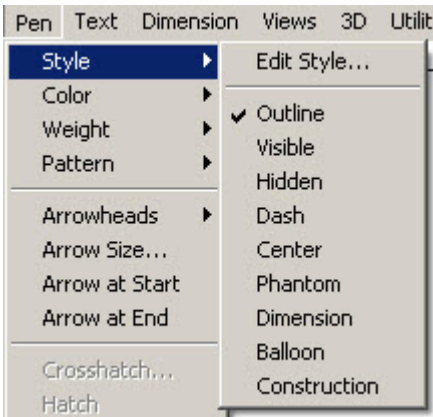 Pen Text Dimension Views 3D Utilit
Style
Color
Weight
Pattern
Arrowheads
Arrow Size...
Arrow at Start
Arrow at End
Crosshatch...
Hatch
Edit Style...
Outline
Visible
Hidden
Dash
Center
Phantom
Dimension
Balloon
Construction